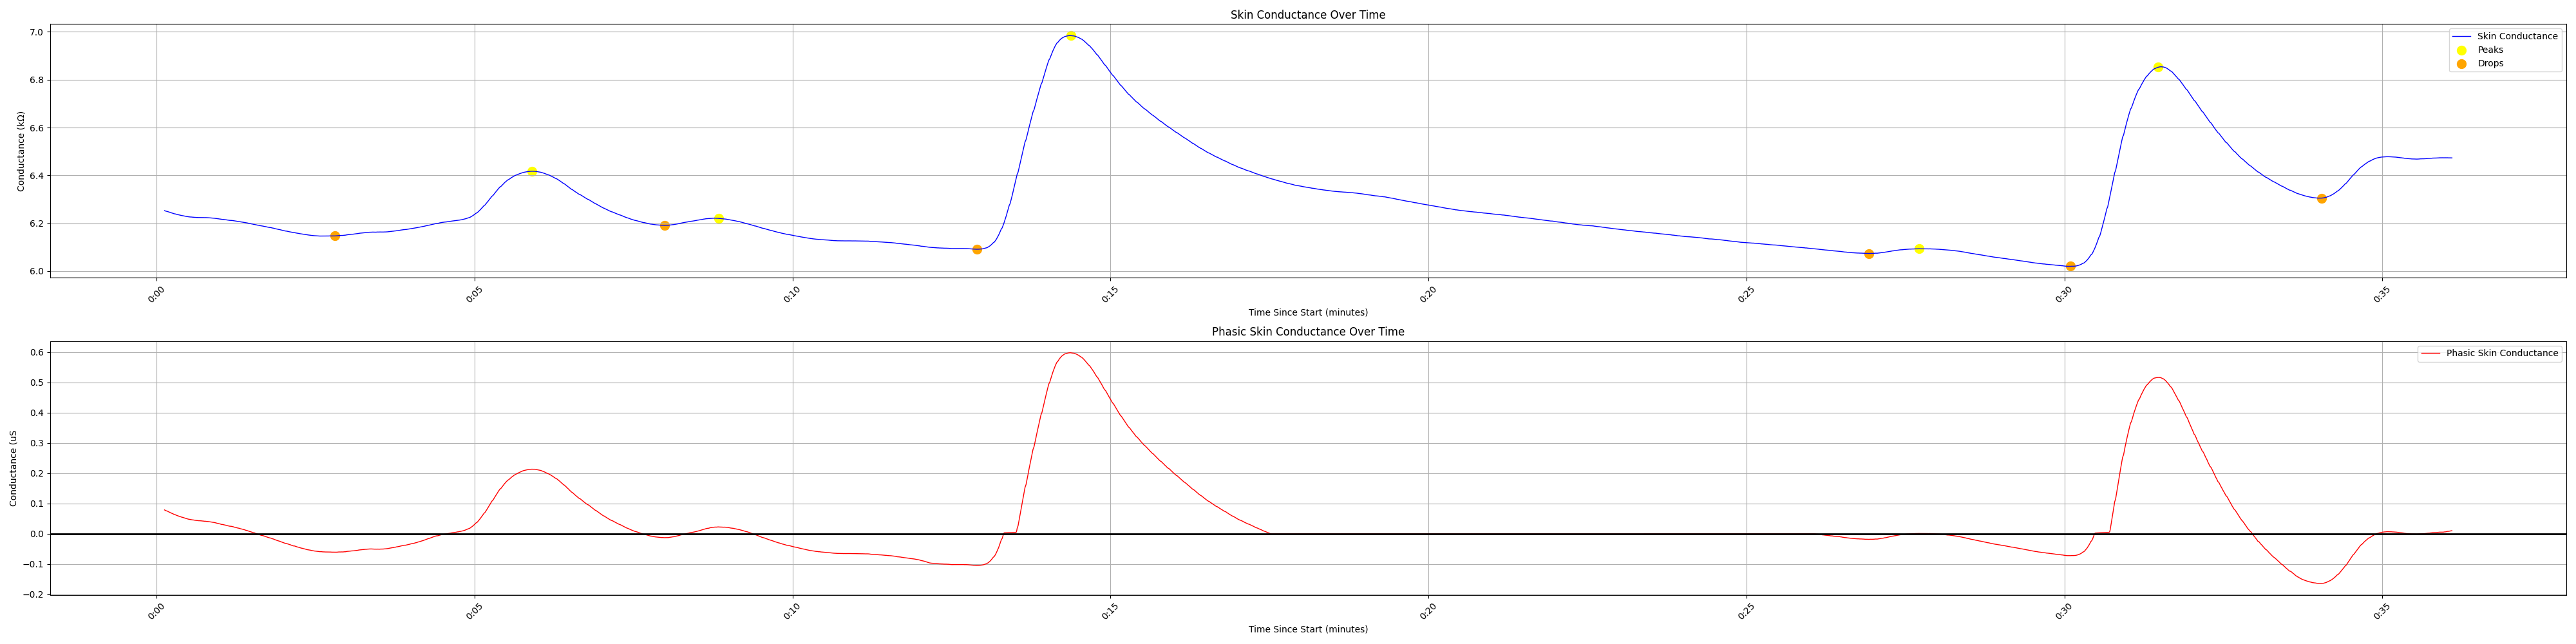 Skin Conductance Over Time
Conductance (kΩ)
7.0
6.8
6.6
6.4
6.2
6.0
Skin Conductance
Peaks
Drops
0:00 0:05 0:10 0:15 0:20 0:25 0:30 0:35
Time Since Start (minutes)
Phasic Skin Conductance Over Time
Conductance (uS
0.6
0.5
0.4
0.3
0.2
0.1
0.0
−0.1
−0.2
Phasic Skin Conductance
0:00 0:05 0:10 0:15 0:20 0:25 0:30 0:35
Time Since Start (minutes)